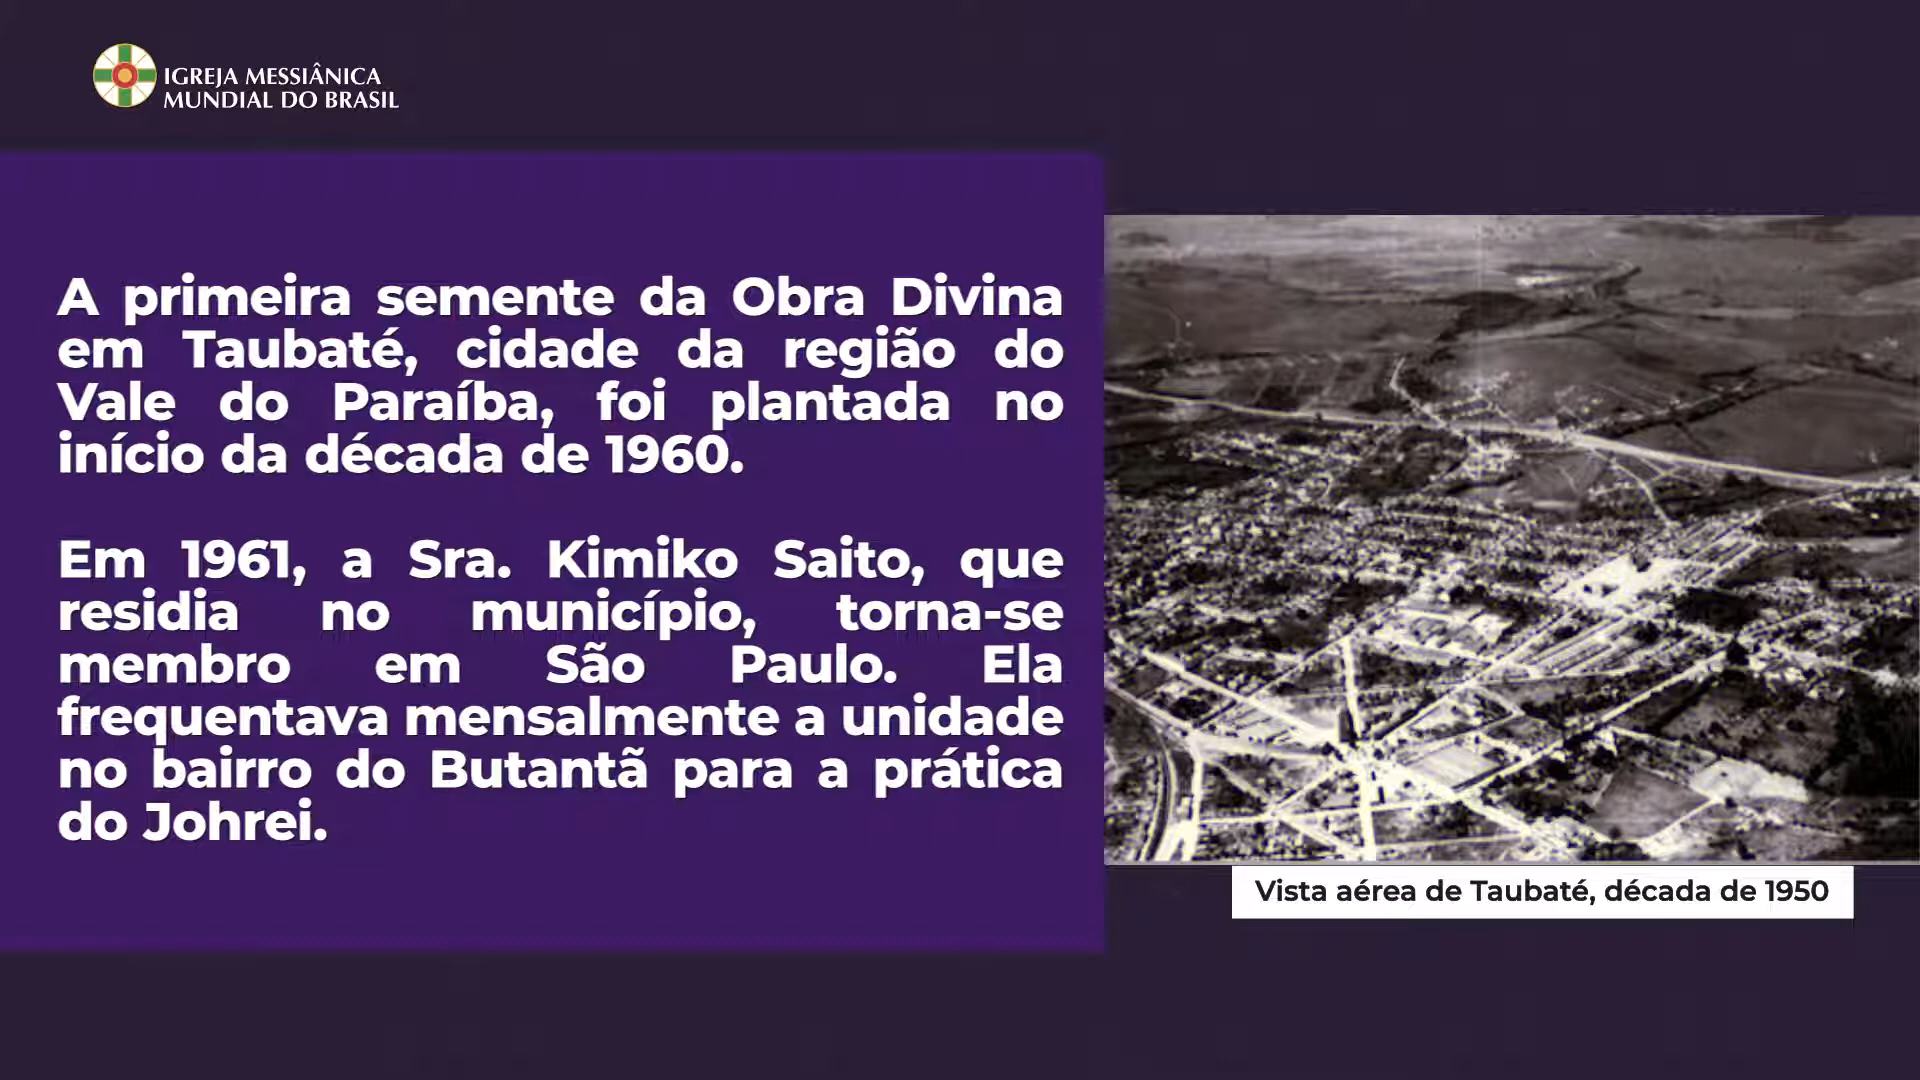 IGREJA MESSIÂNICA
MUNDIAL DO BRASIL
A primeira semente da Obra Divina
em Taubaté, cidade da região do
Vale do Paraíba, foi plantada no
início da década de 1960.
Em 1961, a Sra. Kimiko Saito, que
residia no município, torna-se
membro em São Paulo. Ela
frequentava mensalmente a unidade
no bairro do Butantã para a prática
do Johrei.
Vista aérea de Taubaté, década de 1950